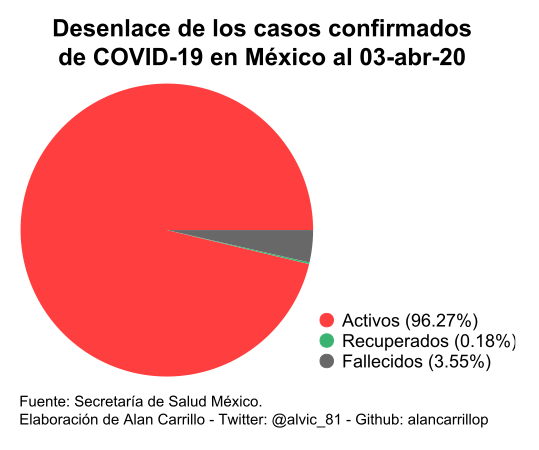 Desenlace de los casos confirmados
de COVID-19 en México al 03-abr-20
Activos (96.27%)
Recuperados (0.18%)
Fallecidos (3.55%)
Fuente: Secretaría de Salud México.
Elaboración de Alan Carrillo - Twitter: @alvic_81 - Github: alancarrillop